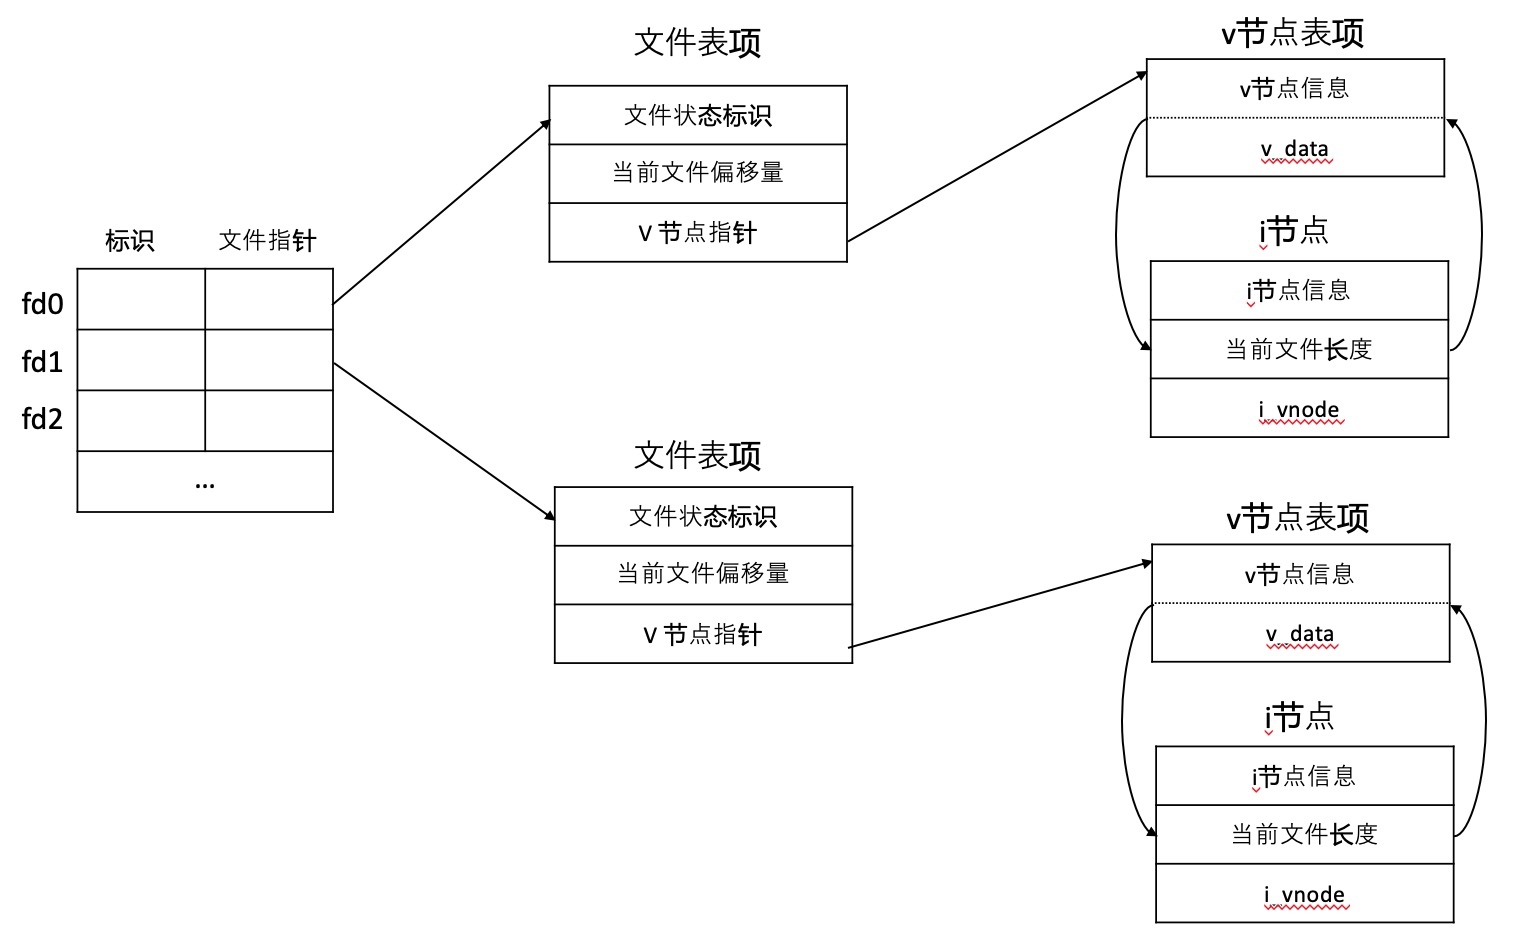 标识
文件指针
fd0
fd1
fd2
...
文件表项
文件状态标识
当前文件偏移量
V 节点指针
文件表项
文件状态标识
当前文件偏移量
V 节点指针
v节点表项
v节点信息
v_data
i节点
i节点信息
当前文件长度
i_vnode
v节点表项
v节点信息
v_data
i节点
i节点信息
当前文件长度
i_vnode